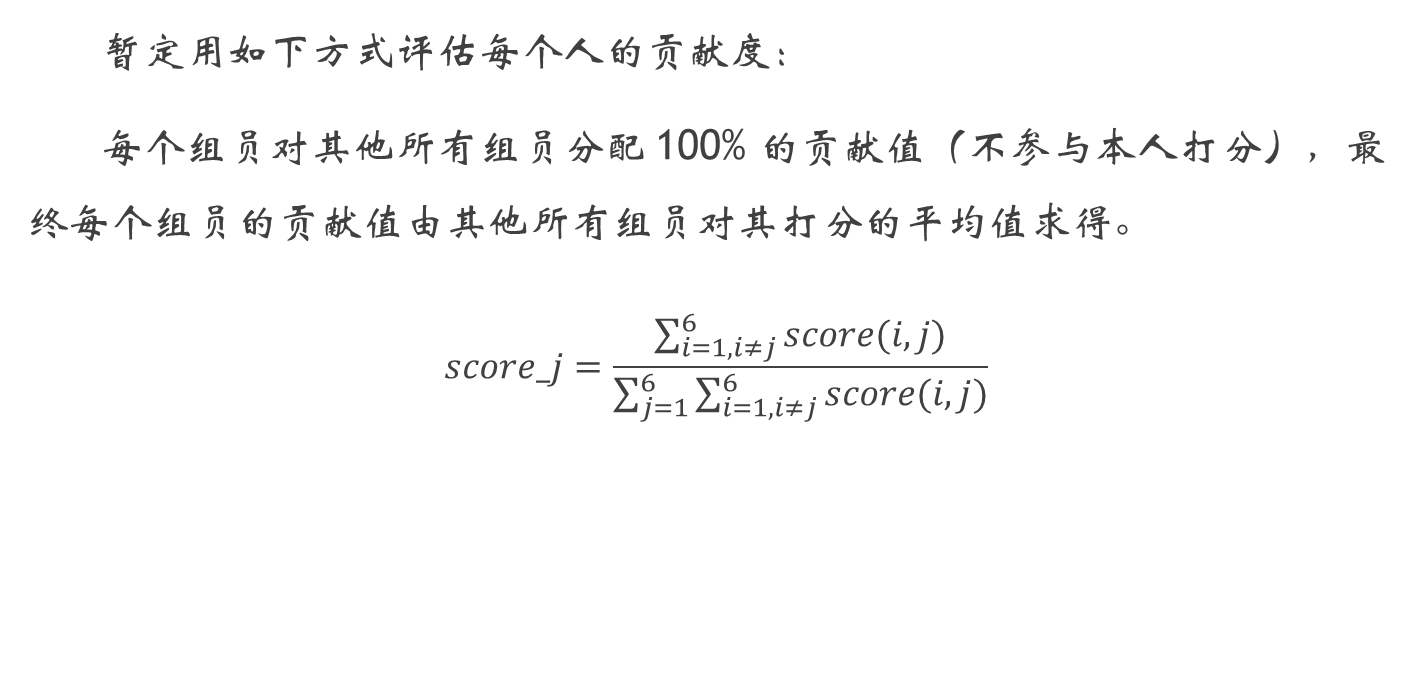 暂定用如下方式评估每个人的贡献度：
每个组员对其他所有组员分配 100% 的贡献值（不参与本人打分），最
终每个组员的贡献值由其他所有组员对其打分的平均值求得。
score_j = \frac{\sum_{i=1,i≠j}^{6} score(i,j)}{\sum_{j=1}^{6} \sum_{i=1,i≠j}^{6} score(i,j)}